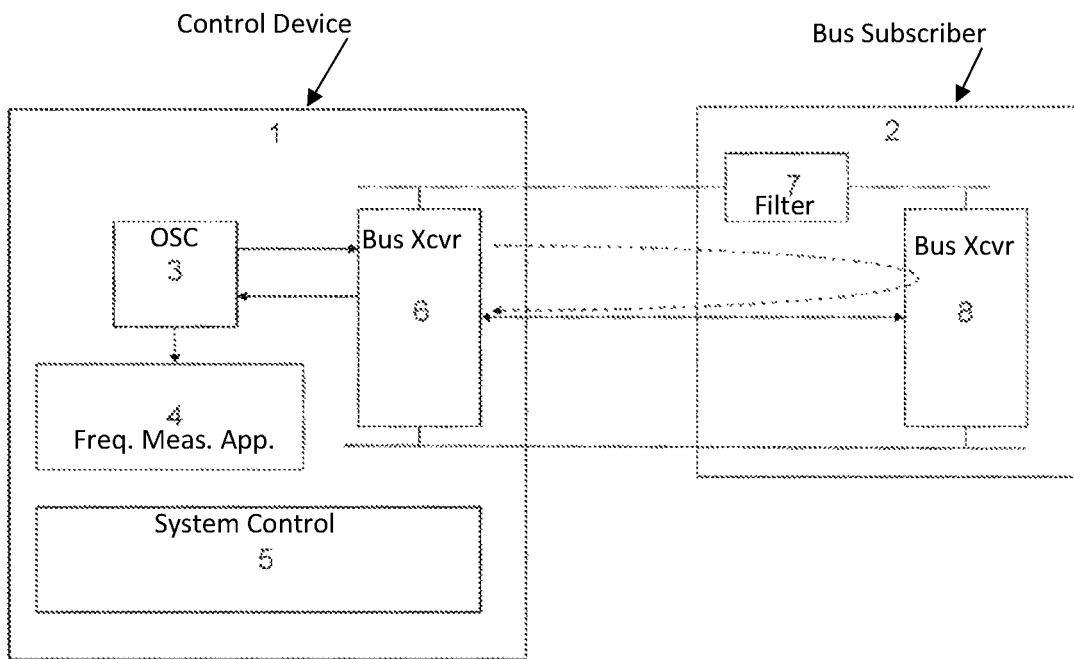 Control Device
Bus Subscriber
1
2
7
Filter
OSC
3
Bus Xcvr
6
Bus Xcvr
8
4
Freq. Meas. App.
System Control
5